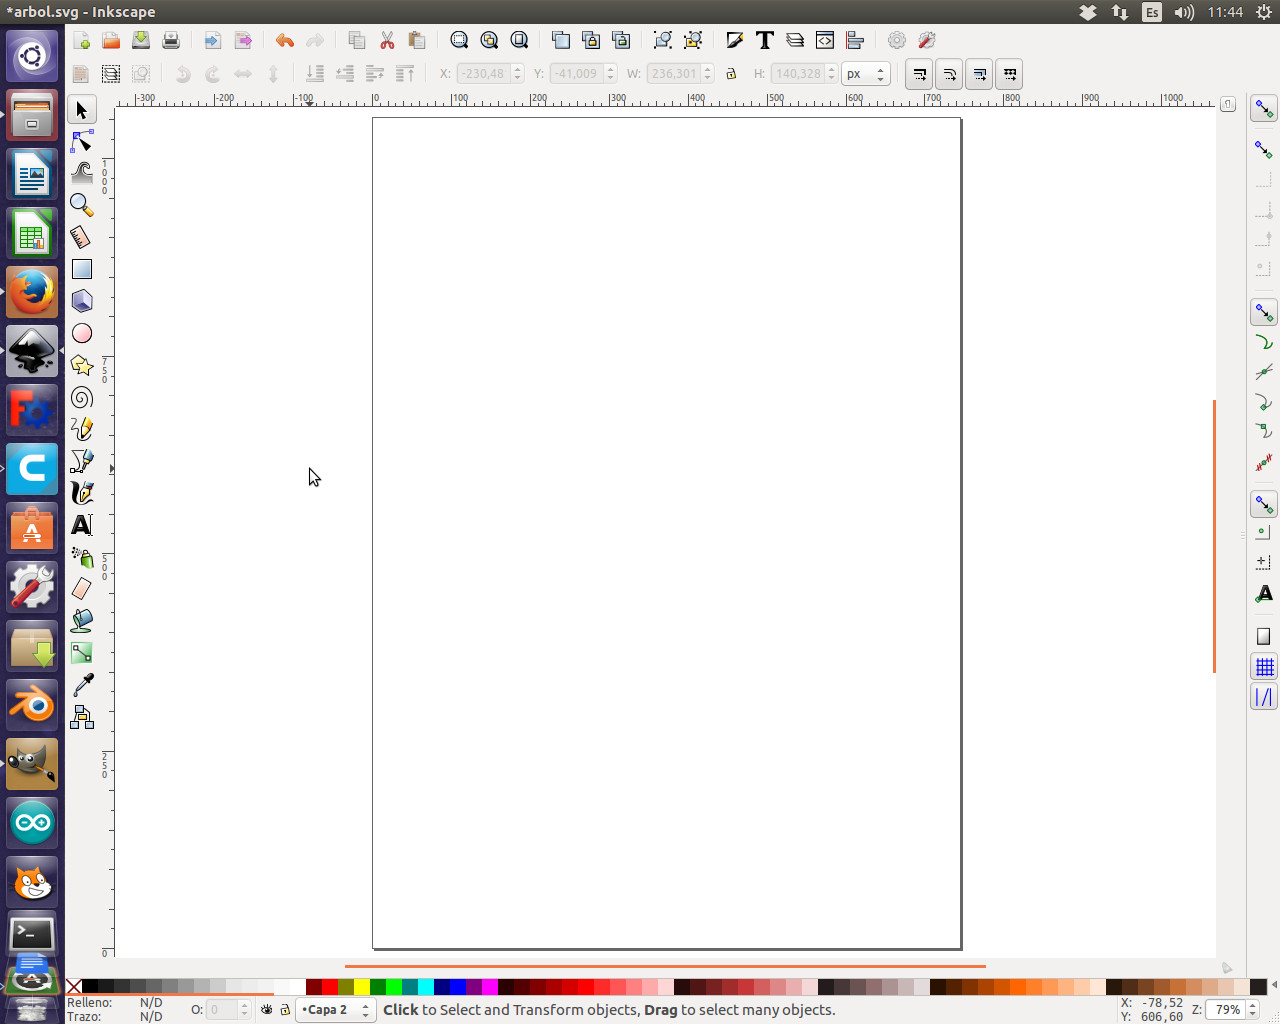 *arbol.svg - Inkscape
Es
11:44
X: -230,48 Y: -41,009 W: 236,301 H: 140,328 px
-300 -200 -100 0 100 200 300 400 500 600 700 800 900 1000
1000
750
500
250
0
Relleno: N/D
Trazo: N/D
O: 0
•Capa 2
Click to Select and Transform objects, Drag to select many objects.
X: -78,52
Y: 606,60
Z: 79%